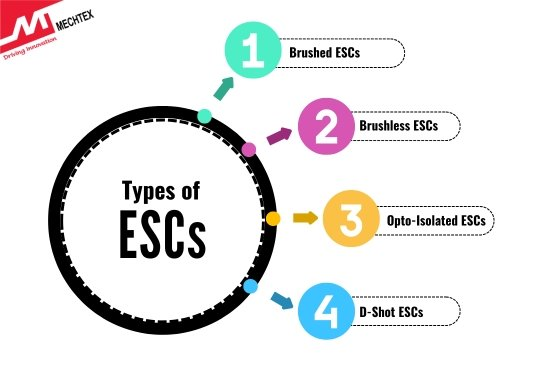 MT MECHTEX
Driving Innovation
Types of
ESCs
1
Brushed ESCs
2
Brushless ESCs
3
Opto-Isolated ESCs
4
D-Shot ESCs